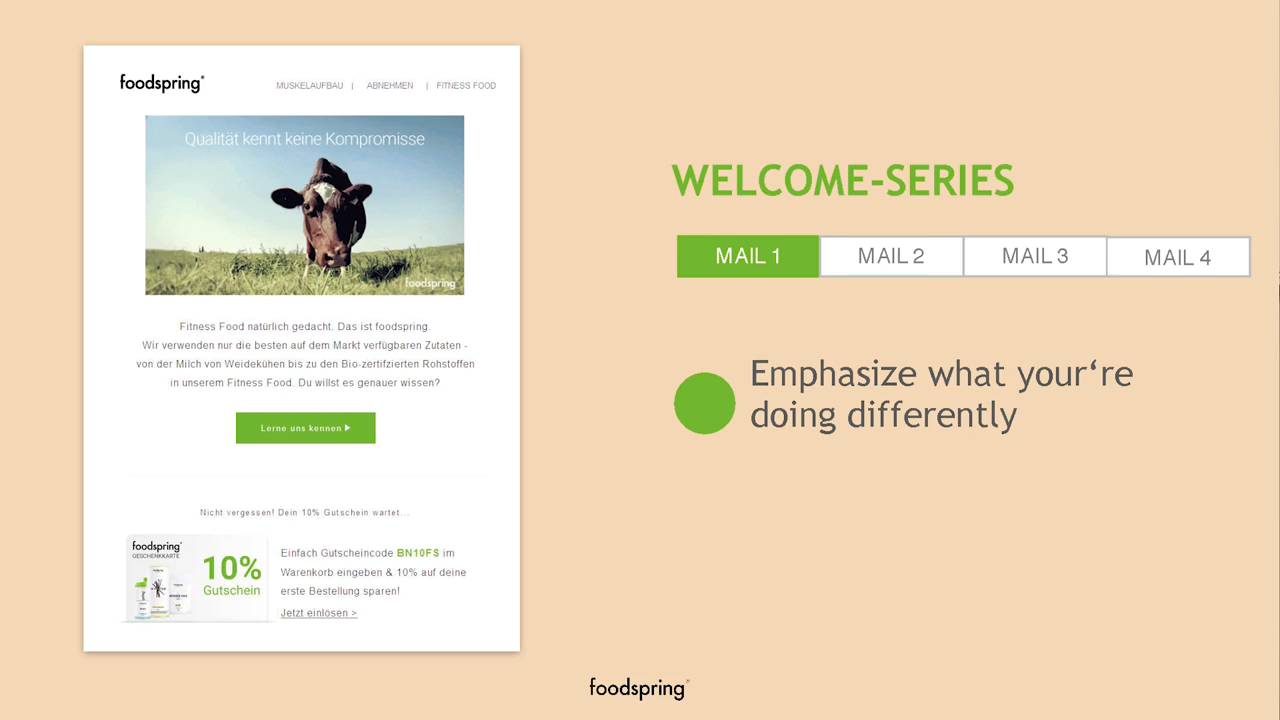 foodspring®
MUSKELAUFBAU | ABNEHMEN | FITNESS FOOD
Qualität kennt keine Kompromisse
foodspring
Fitness Food natürlich gedacht. Das ist foodspring.
Wir verwenden nur die besten auf dem Markt verfügbaren Zutaten -
von der Milch von Weidekühen bis zu den Bio-zertifzierten Rohstoffen
in unserem Fitness Food. Du willst es genauer wissen?
Lerne uns kennen
Nicht vergessen! Dein 10% Gutschein wartet...
foodspring®
GESCHENKKARTE
10%
Gutschein
Einfach Gutscheincode BN10FS im
Warenkorb eingeben & 10% auf deine
erste Bestellung sparen!
Jetzt einlösen >
WELCOME-SERIES
MAIL 1
MAIL 2
MAIL 3
MAIL 4
Emphasize what your‘re
doing differently
foodspring®